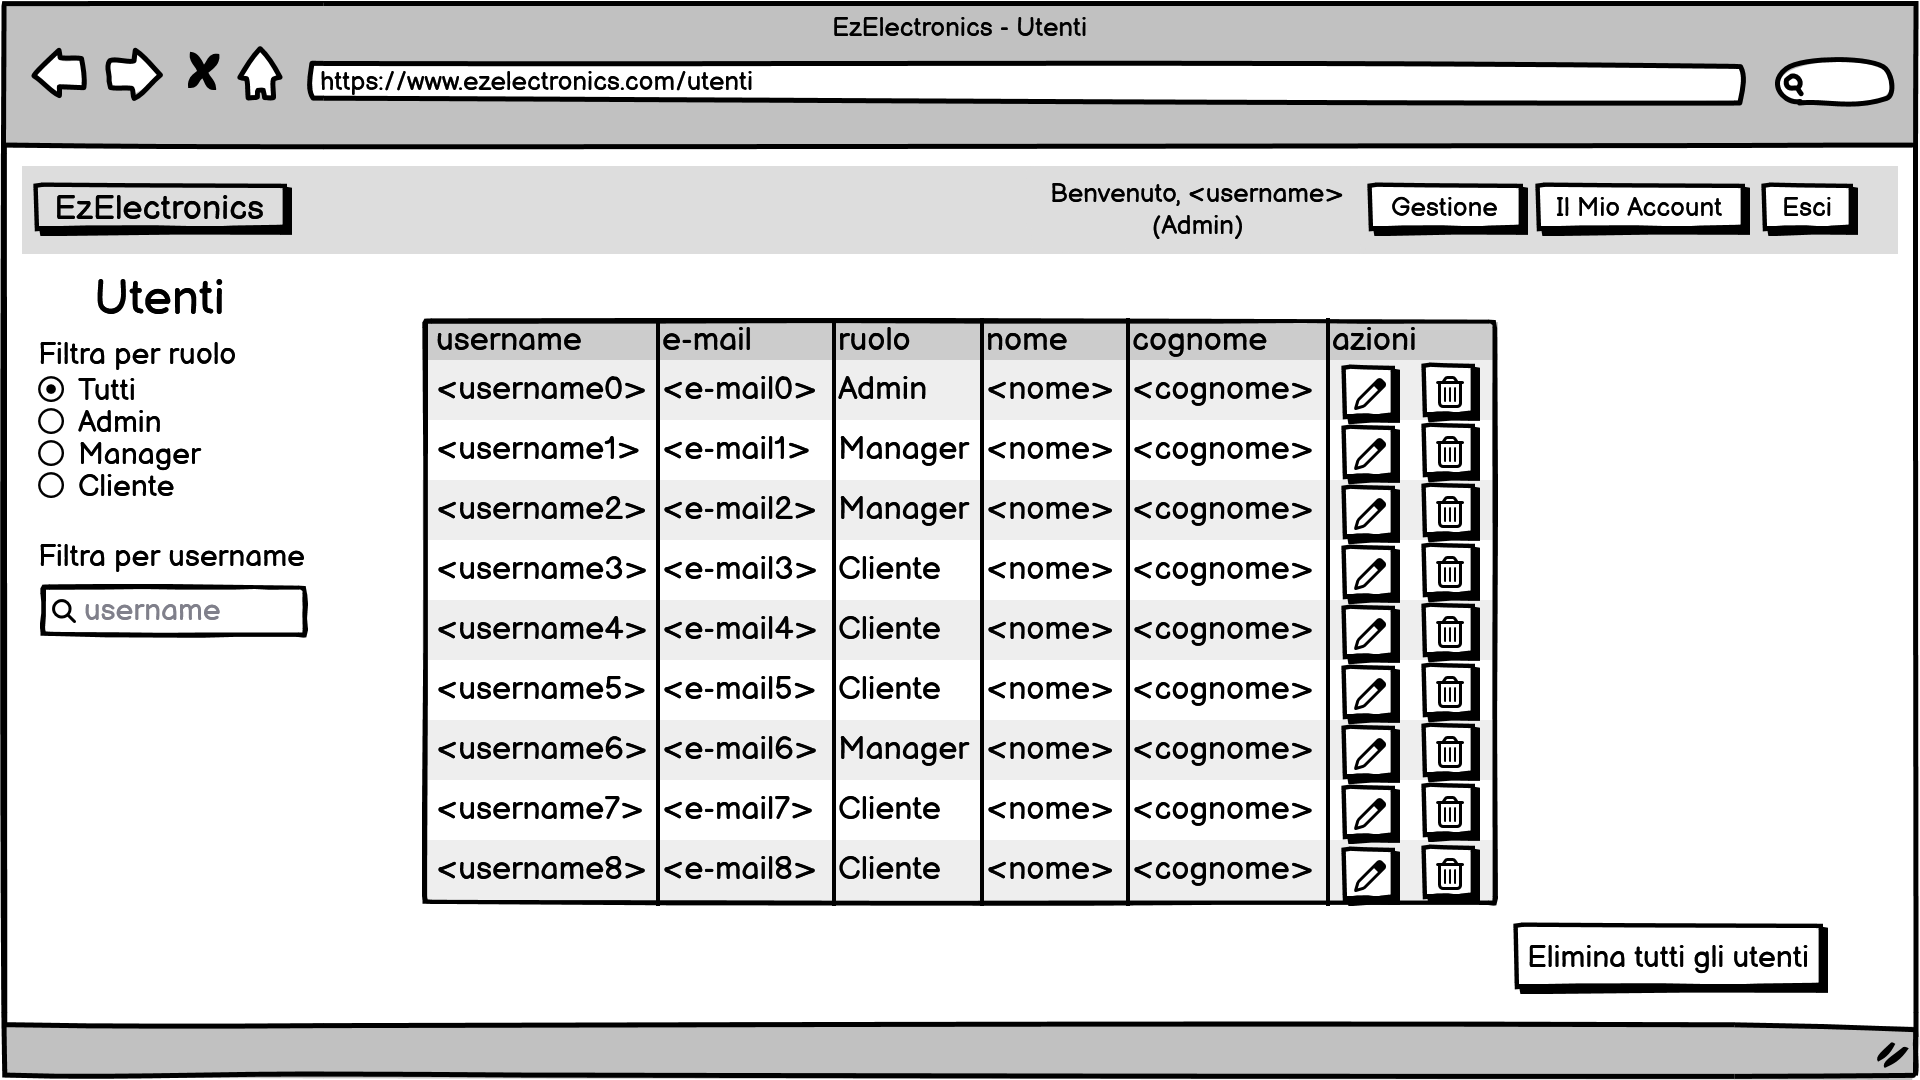 EzElectronics - Utenti
https://www.ezelectronics.com/utenti
EzElectronics
Benvenuto, <username>
(Admin)
Gestione
Il Mio Account
Esci
Utenti
Filtra per ruolo
Tutti
Admin
Manager
Cliente
Filtra per username
username
username e-mail ruolo nome cognome azioni
<username0> <e-mail0> Admin <nome> <cognome>
<username1> <e-mail1> Manager <nome> <cognome>
<username2> <e-mail2> Manager <nome> <cognome>
<username3> <e-mail3> Cliente <nome> <cognome>
<username4> <e-mail4> Cliente <nome> <cognome>
<username5> <e-mail5> Cliente <nome> <cognome>
<username6> <e-mail6> Manager <nome> <cognome>
<username7> <e-mail7> Cliente <nome> <cognome>
<username8> <e-mail8> Cliente <nome> <cognome>
Elimina tutti gli utenti